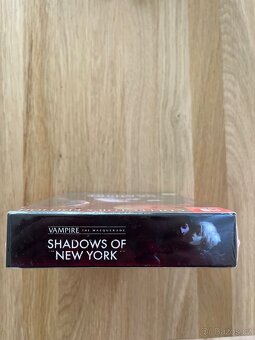 VAMPIRE THE MASQUERADE
SHADOWS OF
NEW YORK